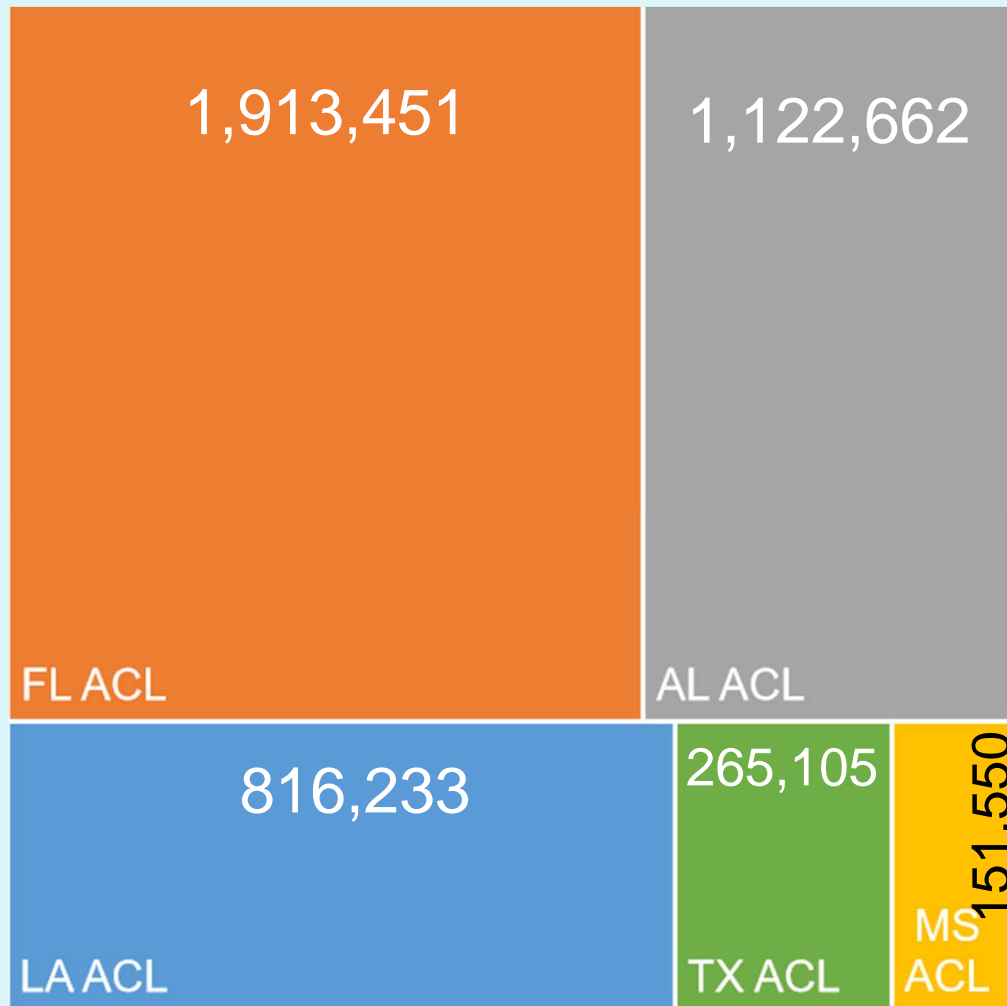 1,913,451
FL ACL
1,122,662
AL ACL
816,233
LA ACL
265,105
TX ACL
151,550
MS
ACL